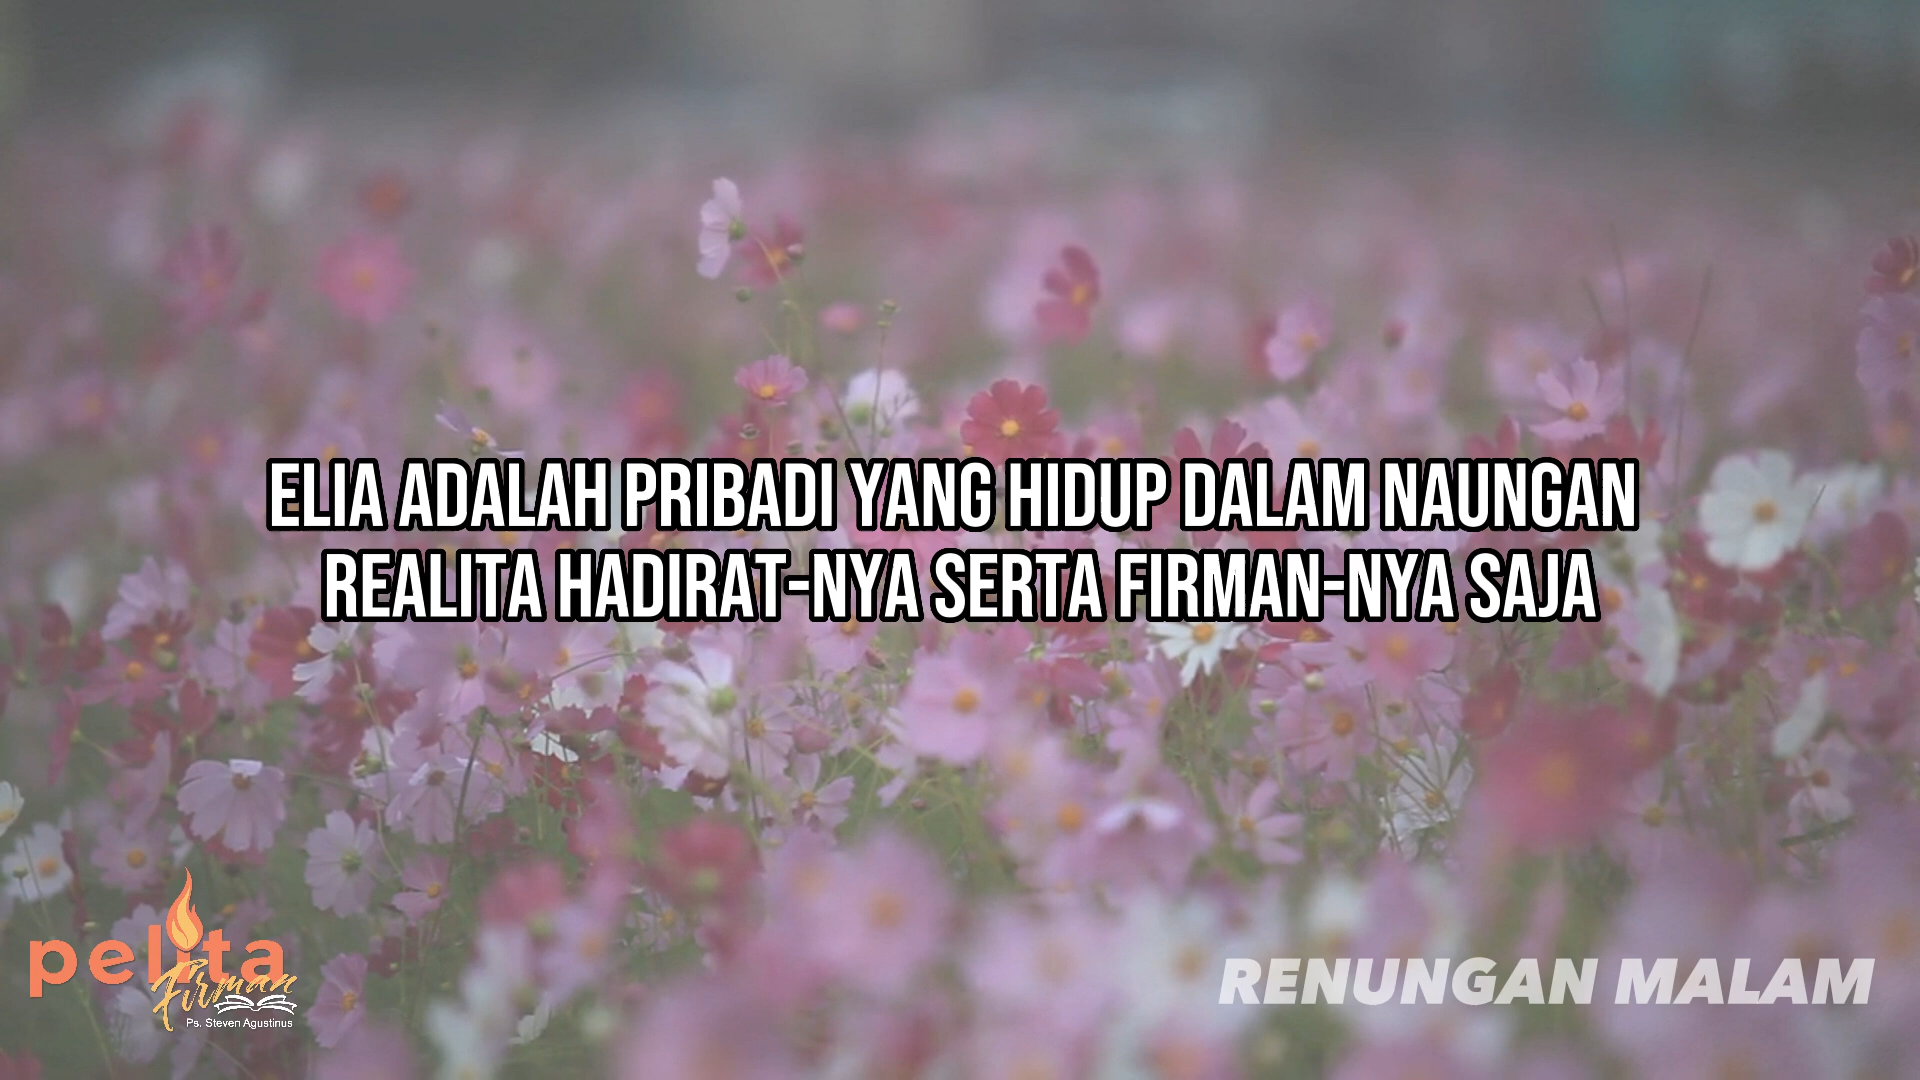 ELIA ADALAH PRIBADI YANG HIDUP DALAM NAUNGAN
REALITA HADIRAT-NYA SERTA FIRMAN-NYA SAJA
pelita
Firman
Ps. Steven Agustinus
RENUNGAN MALAM